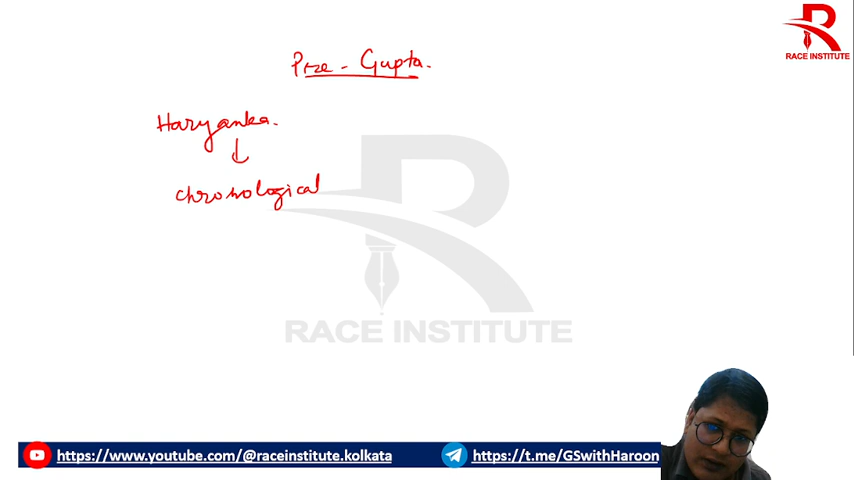 RACE INSTITUTE
Pre - Gupta.
Haryanka.
chronological
RACE INSTITUTE
https://www.youtube.com/@raceinstitute.kolkata
https://t.me/GSwithHaroon